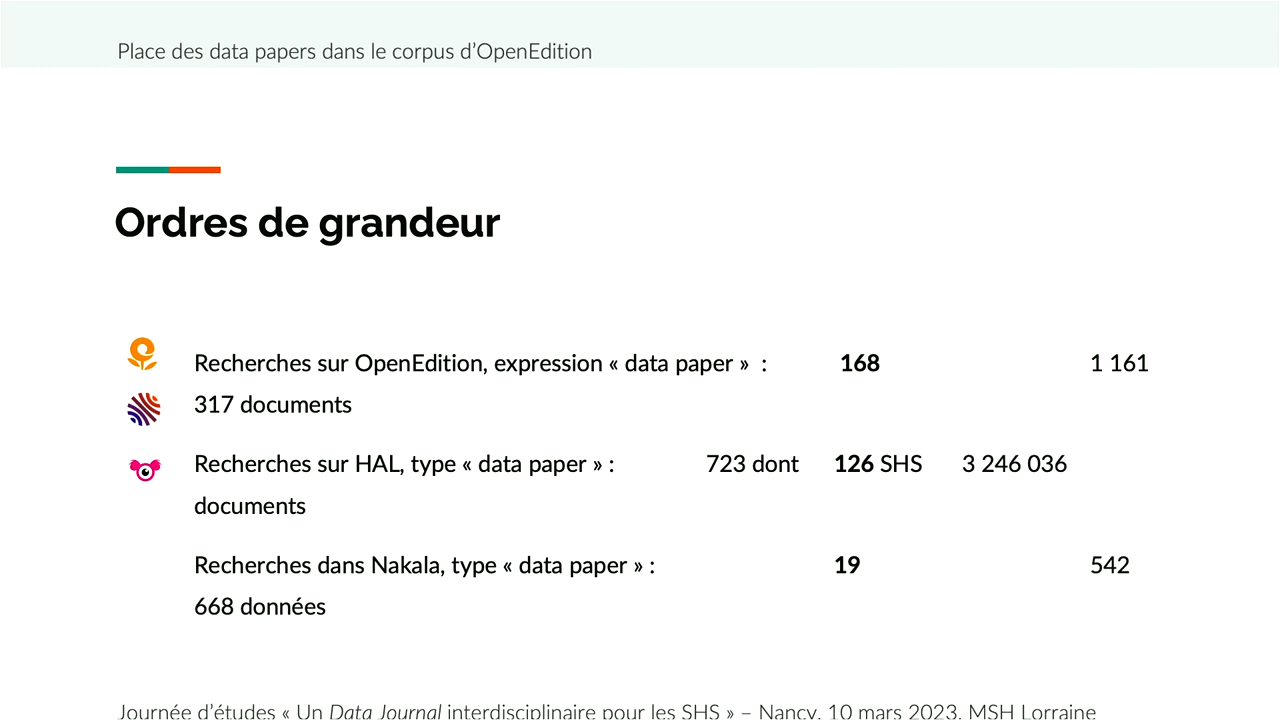 Place des data papers dans le corpus d’OpenEdition
Ordres de grandeur
Recherches sur OpenEdition, expression « data paper » : 168 1 161
317 documents
Recherches sur HAL, type « data paper » : 723 dont 126 SHS 3 246 036
documents
Recherches dans Nakala, type « data paper » : 19 542
668 données
Journée d’études « Un Data Journal interdisciplinaire pour les SHS » – Nancy, 10 mars 2023, MSH Lorraine